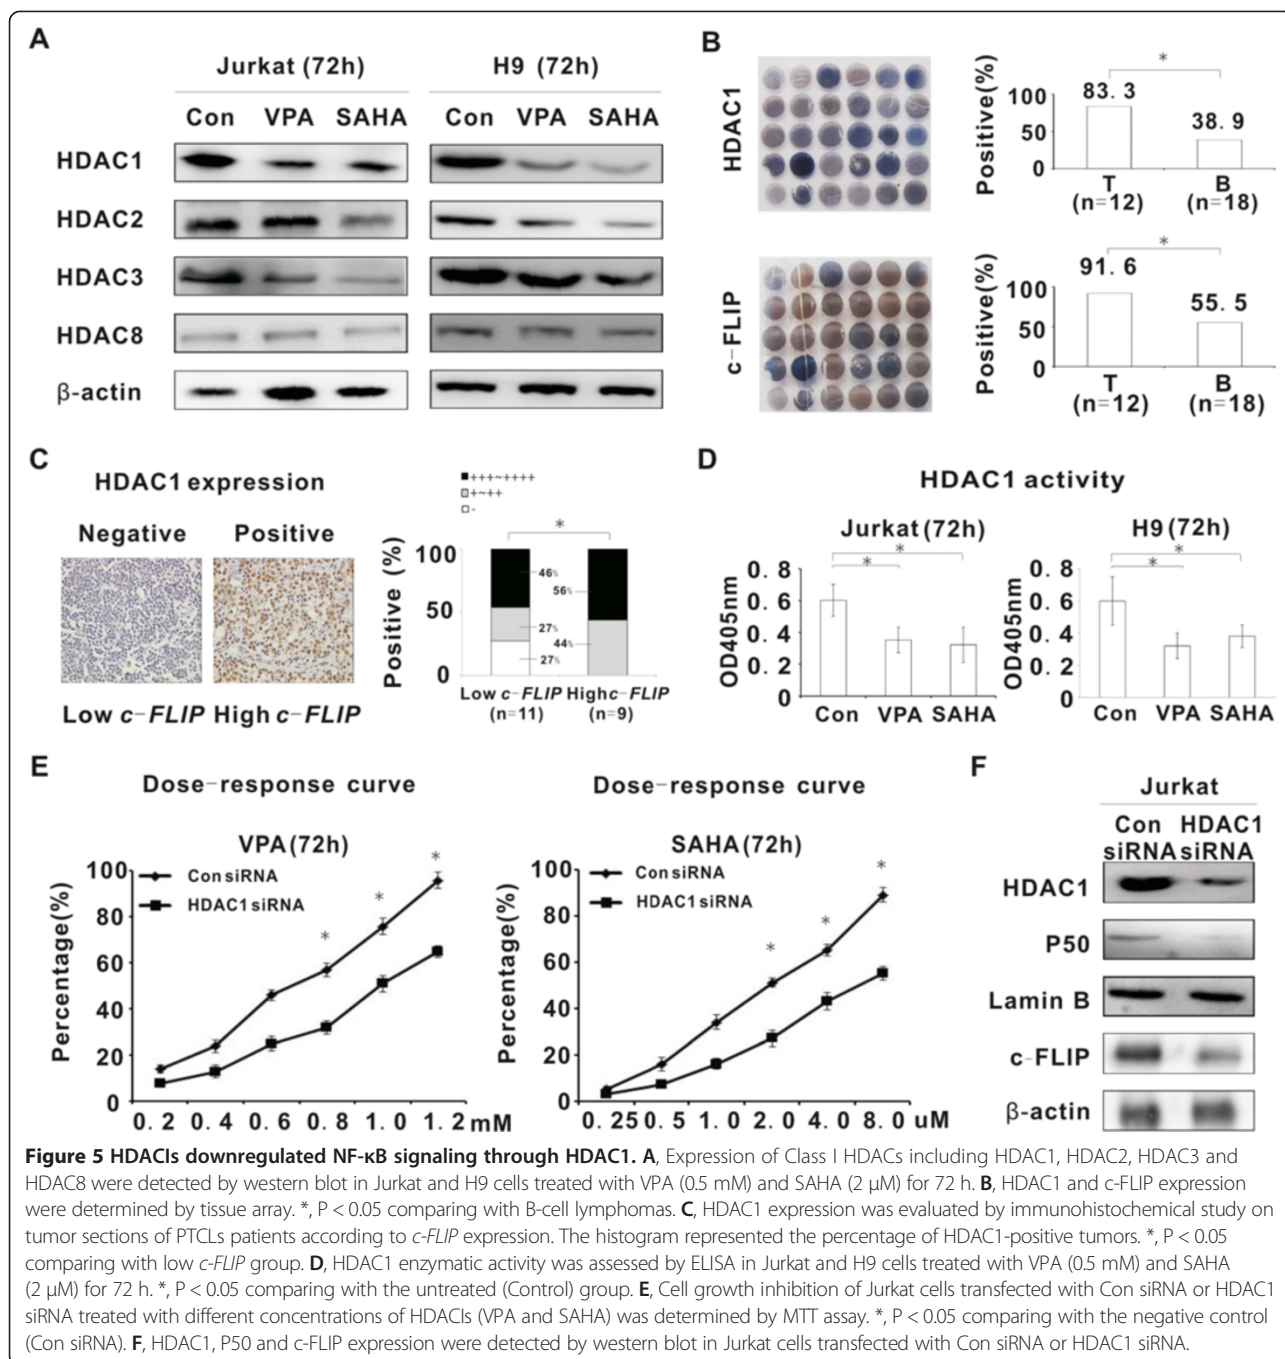 A
Jurkat (72h)
H9 (72h)
Con VPA SAHA
Con VPA SAHA
HDAC1
HDAC2
HDAC3
HDAC8
β-actin
B
HDAC1
Positive(%)
100
50
0
83. 3
*
38. 9
T
(n=12)
B
(n=18)
c-FLIP
Positive(%)
100
50
0
91. 6
*
55. 5
T
(n=12)
B
(n=18)
C
HDAC1 expression
Negative Positive
Low c-FLIP High c-FLIP
+++~++++
+~++
-
*
Positive (%)
100
50
0
46%
27%
27%
56%
44%
Low c-FLIP
(n=11)
High c-FLIP
(n=9)
D
HDAC1 activity
Jurkat (72h)
OD405nm
0. 8
0. 6
0. 4
0. 2
0
*
*
Con VPA SAHA
H9 (72h)
OD405nm
0. 8
0. 6
0. 4
0. 2
0
*
*
Con VPA SAHA
E
Dose-response curve
VPA (72h)
Con siRNA
HDAC1 siRNA
Percentage(%)
100
80
60
40
20
0
* * *
0. 2 0. 4 0. 6 0. 8 1. 0 1. 2 mM
Dose-response curve
SAHA (72h)
Con siRNA
HDAC1 siRNA
Percentage(%)
100
80
60
40
20
0
* * *
0. 25 0. 5 1. 0 2. 0 4. 0 8. 0 uM
F
Jurkat
Con HDAC1
siRNA siRNA
HDAC1
P50
Lamin B
c-FLIP
β-actin
Figure 5 HDACIs downregulated NF-κB signaling through HDAC1. A, Expression of Class I HDACs including HDAC1, HDAC2, HDAC3 and
HDAC8 were detected by western blot in Jurkat and H9 cells treated with VPA (0.5 mM) and SAHA (2 μM) for 72 h. B, HDAC1 and c-FLIP expression
were determined by tissue array. *, P < 0.05 comparing with B-cell lymphomas. C, HDAC1 expression was evaluated by immunohistochemical study on
tumor sections of PTCLs patients according to c-FLIP expression. The histogram represented the percentage of HDAC1-positive tumors. *, P < 0.05
comparing with low c-FLIP group. D, HDAC1 enzymatic activity was assessed by ELISA in Jurkat and H9 cells treated with VPA (0.5 mM) and SAHA
(2 μM) for 72 h. *, P < 0.05 comparing with the untreated (Control) group. E, Cell growth inhibition of Jurkat cells transfected with Con siRNA or HDAC1
siRNA treated with different concentrations of HDACIs (VPA and SAHA) was determined by MTT assay. *, P < 0.05 comparing with the negative control
(Con siRNA). F, HDAC1, P50 and c-FLIP expression were detected by western blot in Jurkat cells transfected with Con siRNA or HDAC1 siRNA.